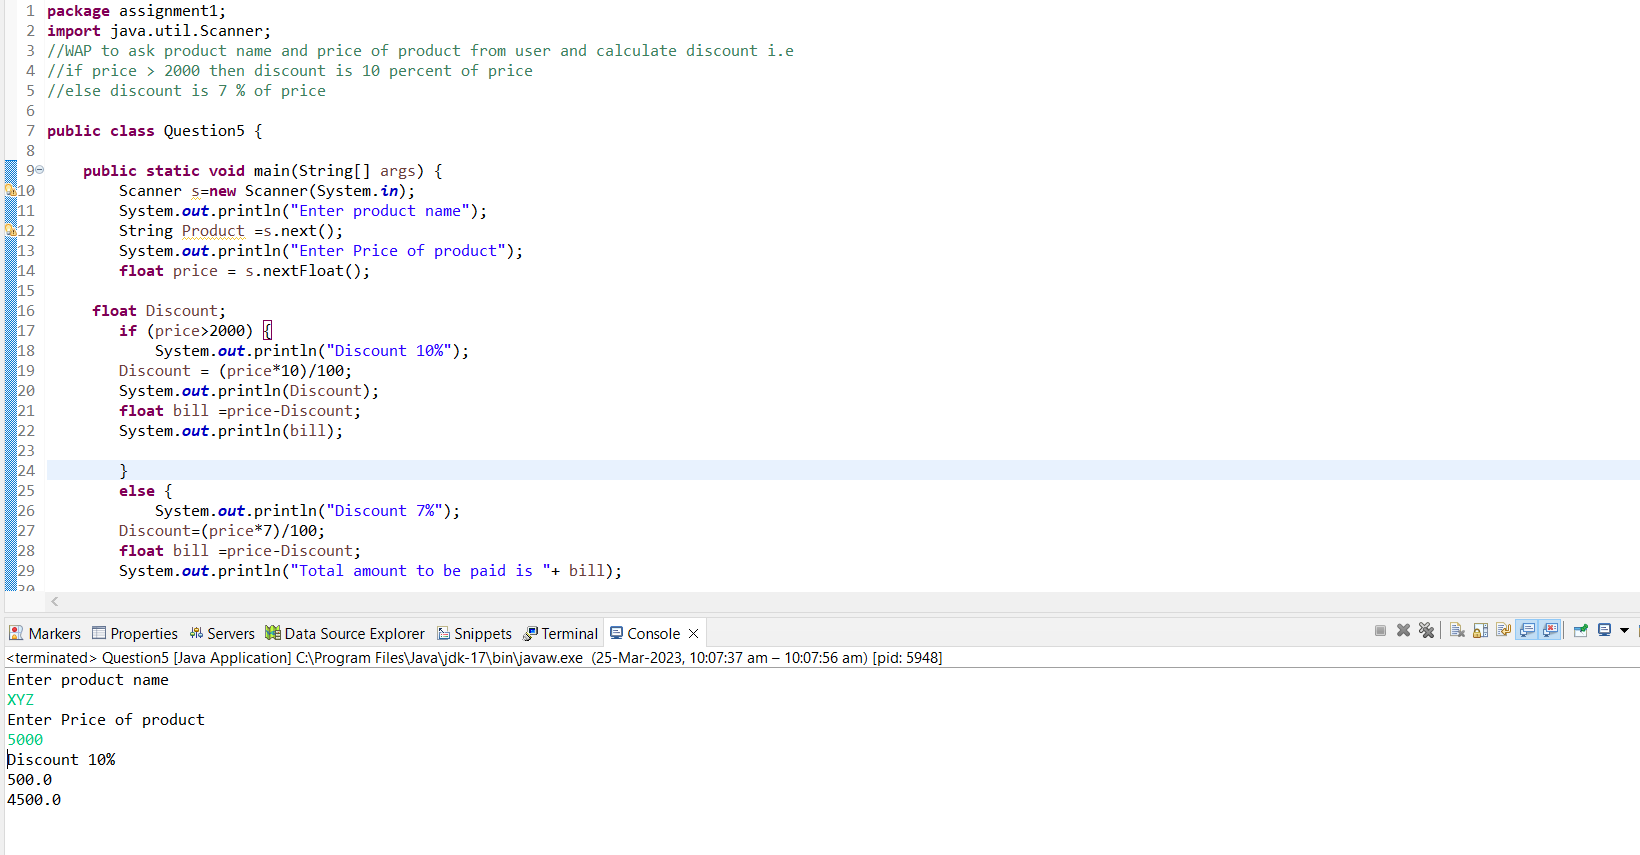 1 package assignment1;
2 import java.util.Scanner;
3 //WAP to ask product name and price of product from user and calculate discount i.e
4 //if price > 2000 then discount is 10 percent of price
5 //else discount is 7 % of price
6
7 public class Question5 {
8
9 public static void main(String[] args) {
10 Scanner s=new Scanner(System.in);
11 System.out.println("Enter product name");
12 String Product =s.next();
13 System.out.println("Enter Price of product");
14 float price = s.nextFloat();
15
16 float Discount;
17 if (price>2000) {
18 System.out.println("Discount 10%");
19 Discount = (price*10)/100;
20 System.out.println(Discount);
21 float bill =price-Discount;
22 System.out.println(bill);
23
24 }
25 else {
26 System.out.println("Discount 7%");
27 Discount=(price*7)/100;
28 float bill =price-Discount;
29 System.out.println("Total amount to be paid is "+ bill);
30
Markers Properties Servers Data Source Explorer Snippets Terminal Console
<terminated> Question5 [Java Application] C:\Program Files\Java\jdk-17\bin\javaw.exe (25-Mar-2023, 10:07:37 am – 10:07:56 am) [pid: 5948]
Enter product name
XYZ
Enter Price of product
5000
Discount 10%
500.0
4500.0